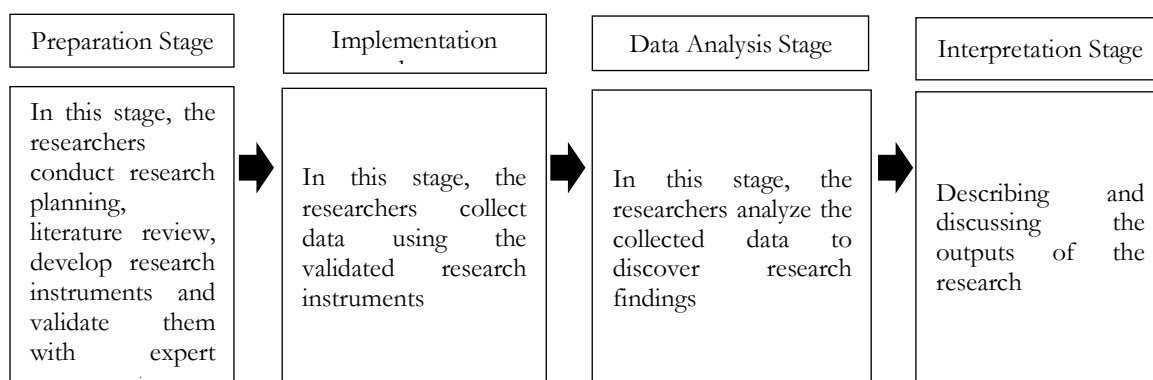 Preparation Stage
In this stage, the
researchers
conduct research
planning,
literature review,
develop research
instruments and
validate them
with expert
Implementation
In this stage, the
researchers collect
data using the
validated research
instruments
Data Analysis Stage
In this stage, the
researchers analyze the
collected data to
discover research
findings
Interpretation Stage
Describing and
discussing the
outputs of the
research